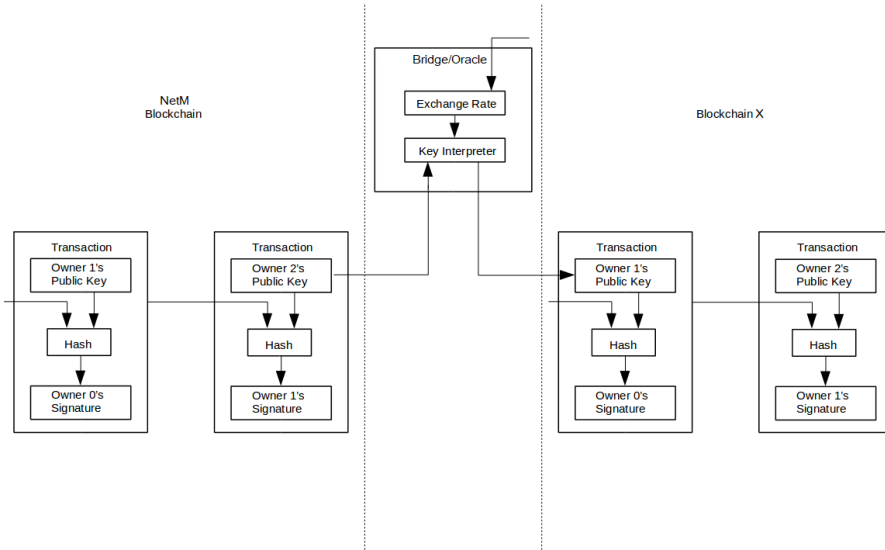 Bridge/Oracle
Exchange Rate
Key Interpreter
NetM
Blockchain
Blockchain X
Transaction
Owner 1's
Public Key
Hash
Owner 0's
Signature
Transaction
Owner 2's
Public Key
Hash
Owner 1's
Signature
Transaction
Owner 1's
Public Key
Hash
Owner 0's
Signature
Transaction
Owner 2's
Public Key
Hash
Owner 1's
Signature